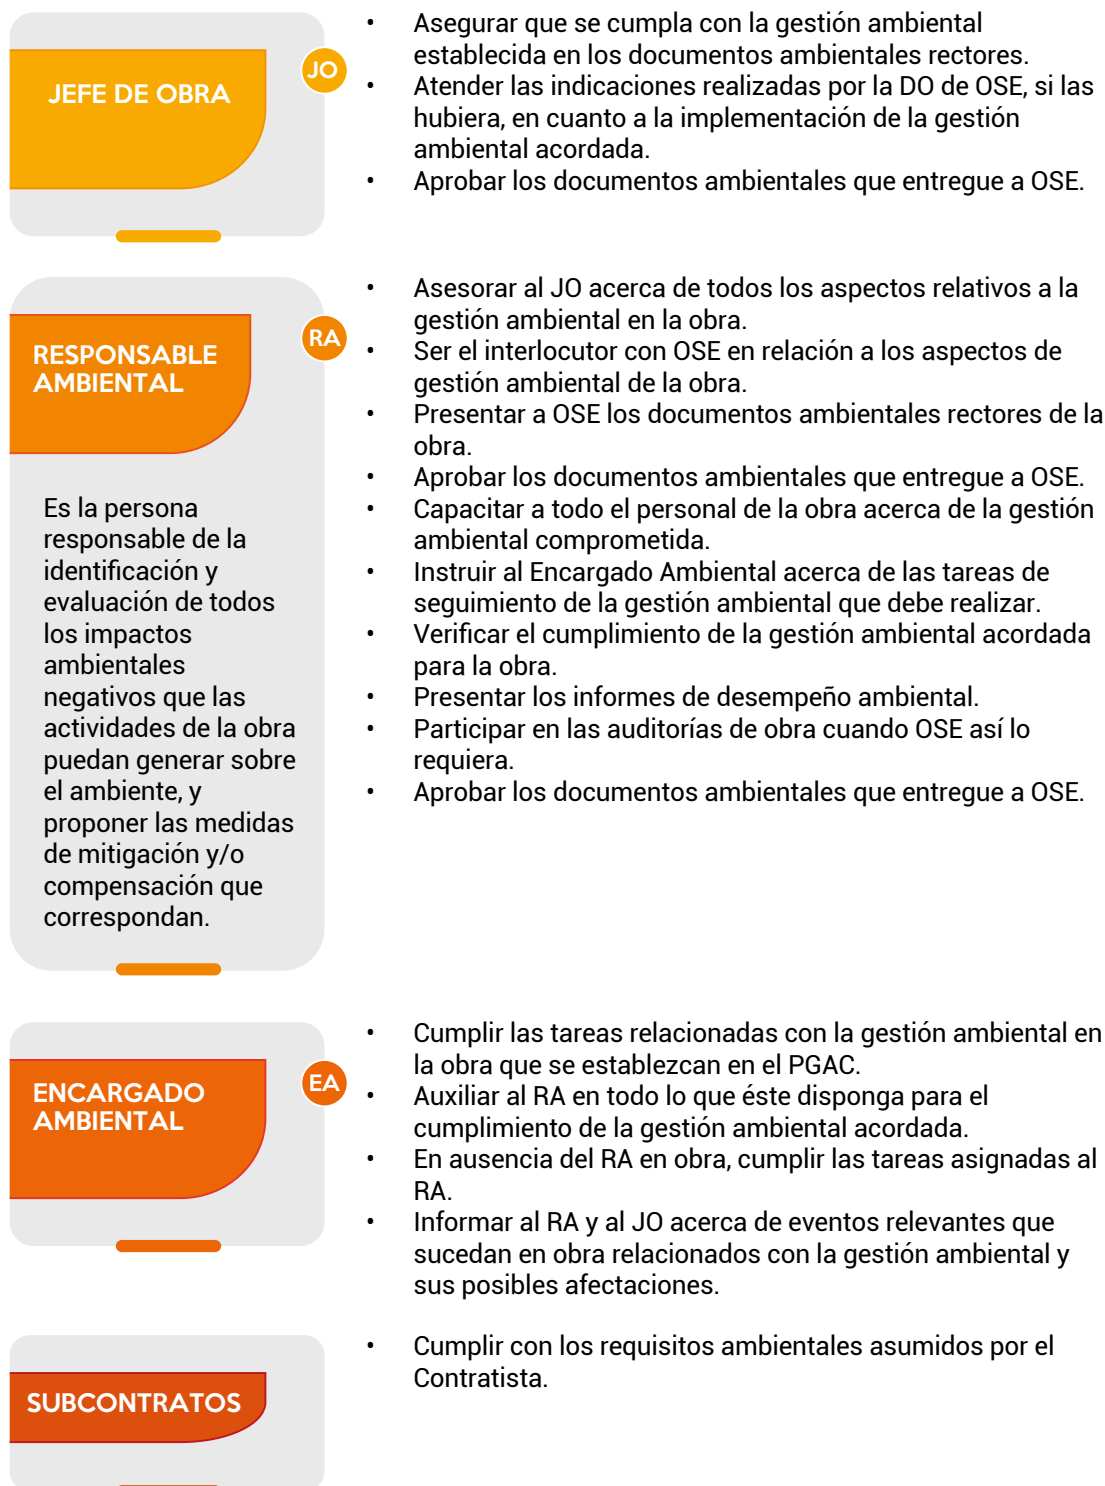 JEFE DE OBRA
JO
• Asegurar que se cumpla con la gestión ambiental
establecida en los documentos ambientales rectores.
• Atender las indicaciones realizadas por la DO de OSE, si las
hubiera, en cuanto a la implementación de la gestión
ambiental acordada.
• Aprobar los documentos ambientales que entregue a OSE.
RESPONSABLE
AMBIENTAL
RA
Es la persona
responsable de la
identificación y
evaluación de todos
los impactos
ambientales
negativos que las
actividades de la obra
puedan generar sobre
el ambiente, y
proponer las medidas
de mitigación y/o
compensación que
correspondan.
• Asesorar al JO acerca de todos los aspectos relativos a la
gestión ambiental en la obra.
• Ser el interlocutor con OSE en relación a los aspectos de
gestión ambiental de la obra.
• Presentar a OSE los documentos ambientales rectores de la
obra.
• Aprobar los documentos ambientales que entregue a OSE.
• Capacitar a todo el personal de la obra acerca de la gestión
ambiental comprometida.
• Instruir al Encargado Ambiental acerca de las tareas de
seguimiento de la gestión ambiental que debe realizar.
• Verificar el cumplimiento de la gestión ambiental acordada
para la obra.
• Presentar los informes de desempeño ambiental.
• Participar en las auditorías de obra cuando OSE así lo
requiera.
• Aprobar los documentos ambientales que entregue a OSE.
ENCARGADO
AMBIENTAL
EA
• Cumplir las tareas relacionadas con la gestión ambiental en
la obra que se establezcan en el PGAC.
• Auxiliar al RA en todo lo que éste disponga para el
cumplimiento de la gestión ambiental acordada.
• En ausencia del RA en obra, cumplir las tareas asignadas al
RA.
• Informar al RA y al JO acerca de eventos relevantes que
sucedan en obra relacionados con la gestión ambiental y
sus posibles afectaciones.
SUBCONTRATOS
• Cumplir con los requisitos ambientales asumidos por el
Contratista.